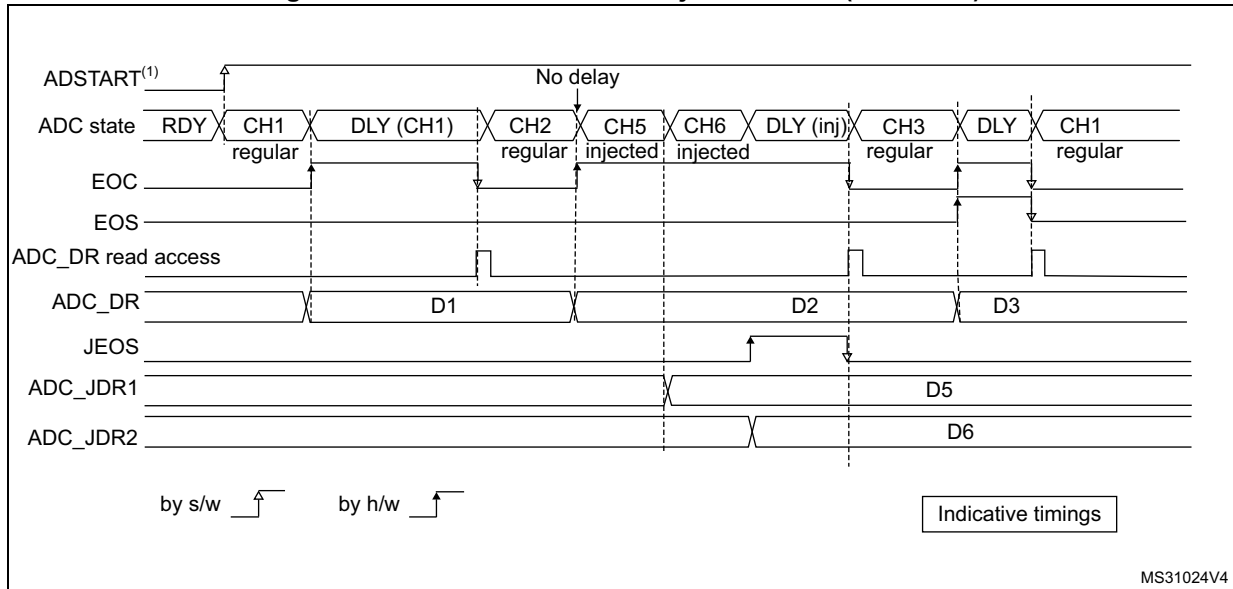 ADSTART(1)
No delay
ADC state RDY CH1 DLY (CH1) CH2 CH5 CH6 DLY (inj) CH3 DLY CH1
regular regular injected injected regular regular
EOC
EOS
ADC_DR read access
ADC_DR D1 D2 D3
JEOS
ADC_JDR1 D5
ADC_JDR2 D6
by s/w by h/w Indicative timings
MS31024V4